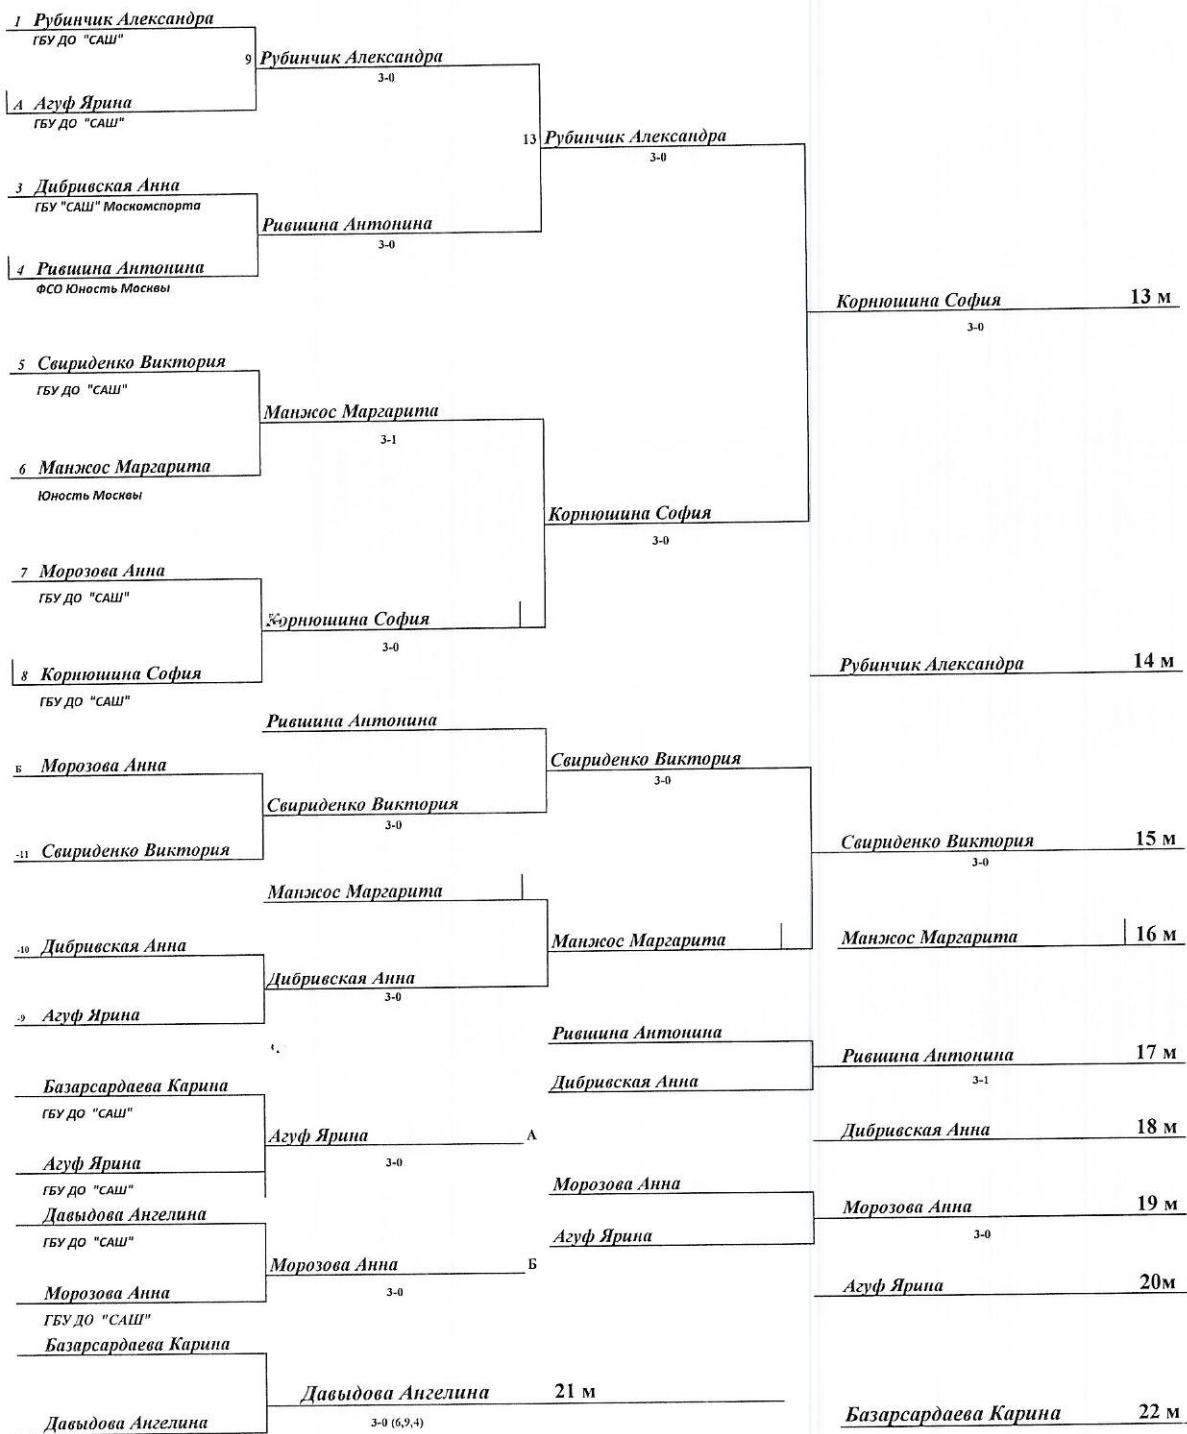 1 Рубинчик Александра
ГБУ ДО "САШ"
9 Рубинчик Александра
3-0
А Агуф Ярина
ГБУ ДО "САШ"
13 Рубинчик Александра
3-0
3 Дибривская Анна
ГБУ "САШ" Москомспорта
Рившина Антонина
3-0
4 Рившина Антонина
ФСО Юность Москвы
Корнюшина София 13 м
3-0
5 Свириденко Виктория
ГБУ ДО "САШ"
Манжос Маргарита
3-1
6 Манжос Маргарита
Юность Москвы
Корнюшина София
3-0
7 Морозова Анна
ГБУ ДО "САШ"
Корнюшина София
3-0
8 Корнюшина София
ГБУ ДО "САШ"
Рубинчик Александра 14 м
Рившина Антонина
Б Морозова Анна
Свириденко Виктория
3-0
Свириденко Виктория
3-0
-11 Свириденко Виктория
Свириденко Виктория 15 м
3-0
Манжос Маргарита
-10 Дибривская Анна
Манжос Маргарита
Манжос Маргарита 16 м
Дибривская Анна
3-0
-9 Агуф Ярина
Рившина Антонина
Рившина Антонина 17 м
3-1
Дибривская Анна
Базарсардаева Карина
ГБУ ДО "САШ"
Агуф Ярина А
3-0
Дибривская Анна 18 м
Агуф Ярина
ГБУ ДО "САШ"
Морозова Анна
Морозова Анна 19 м
3-0
Давыдова Ангелина
ГБУ ДО "САШ"
Агуф Ярина
Морозова Анна Б
3-0
Морозова Анна
ГБУ ДО "САШ"
Агуф Ярина 20м
Базарсардаева Карина
Давыдова Ангелина 21 м
3-0 (6,9,4)
Давыдова Ангелина
Базарсардаева Карина 22 м